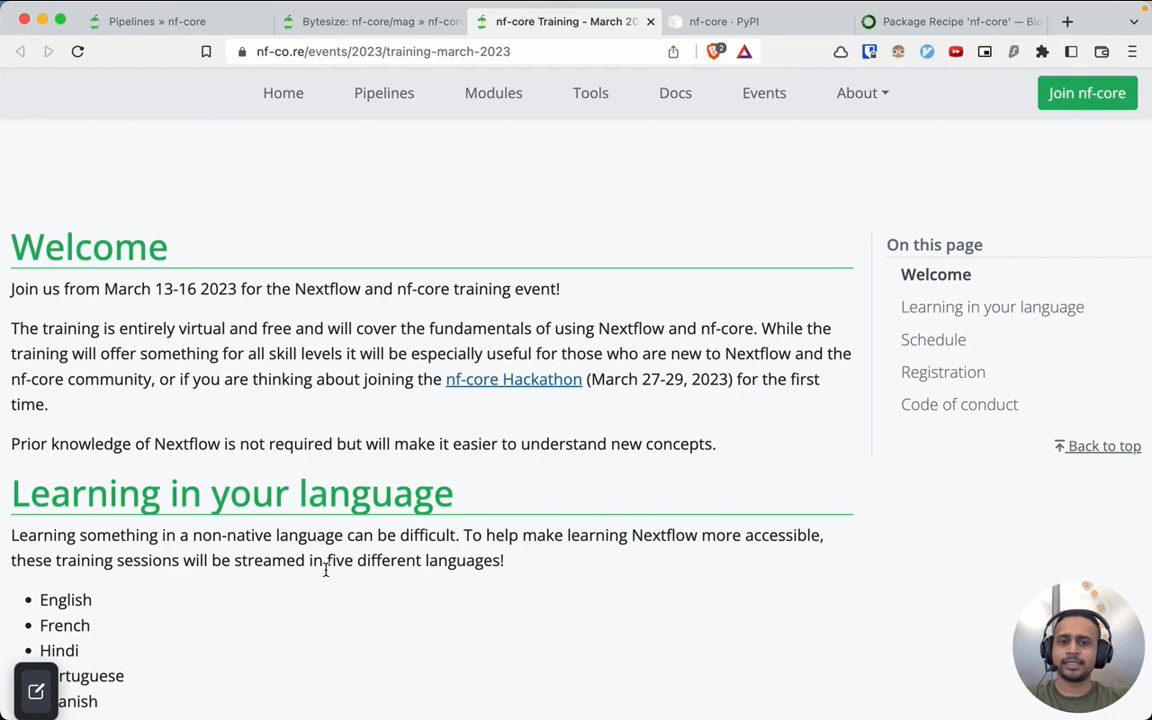 Pipelines » nf-core
Bytesize: nf-core/mag » nf-cor
nf-core Training - March 20
nf-core · PyPI
Package Recipe 'nf-core' — Bio
nf-co.re/events/2023/training-march-2023
2
Home
Pipelines
Modules
Tools
Docs
Events
About
Join nf-core
Welcome
Join us from March 13-16 2023 for the Nextflow and nf-core training event!
The training is entirely virtual and free and will cover the fundamentals of using Nextflow and nf-core. While the
training will offer something for all skill levels it will be especially useful for those who are new to Nextflow and the
nf-core community, or if you are thinking about joining the nf-core Hackathon (March 27-29, 2023) for the first
time.
Prior knowledge of Nextflow is not required but will make it easier to understand new concepts.
Learning in your language
Learning something in a non-native language can be difficult. To help make learning Nextflow more accessible,
these training sessions will be streamed in five different languages!
• English
• French
• Hindi
rtuguese
anish
On this page
Welcome
Learning in your language
Schedule
Registration
Code of conduct
Back to top